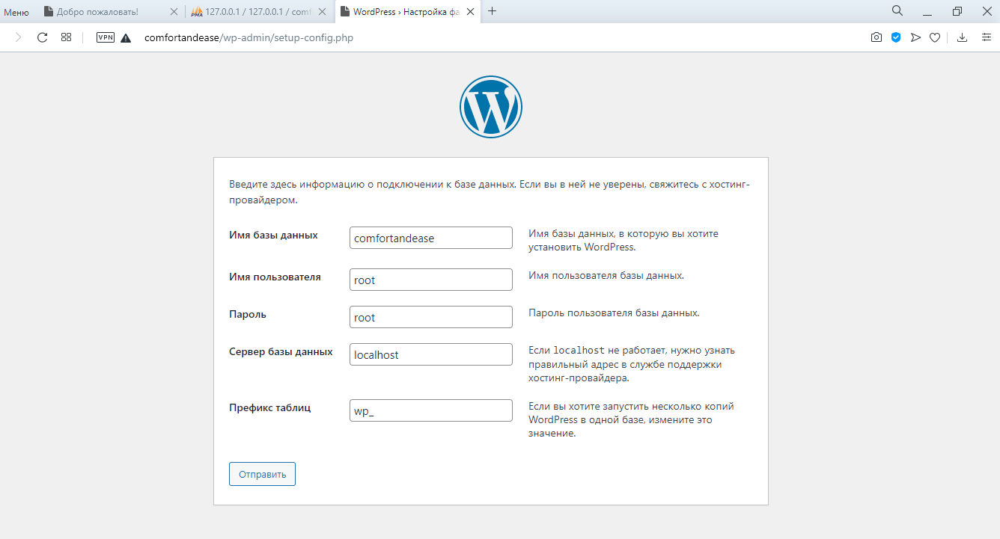 Меню
Добро пожаловать!
127.0.0.1 / 127.0.0.1 / comf
WordPress › Настройка фа
VPN
comfortandease/wp-admin/setup-config.php
Введите здесь информацию о подключении к базе данных. Если вы в ней не уверены, свяжитесь с хостинг-
провайдером.
Имя базы данных
comfortandease
Имя базы данных, в которую вы хотите
установить WordPress.
Имя пользователя
root
Имя пользователя базы данных.
Пароль
root
Пароль пользователя базы данных.
Сервер базы данных
localhost
Если localhost не работает, нужно узнать
правильный адрес в службе поддержки
хостинг-провайдера.
Префикс таблиц
wp_
Если вы хотите запустить несколько копий
WordPress в одной базе, измените это
значение.
Отправить